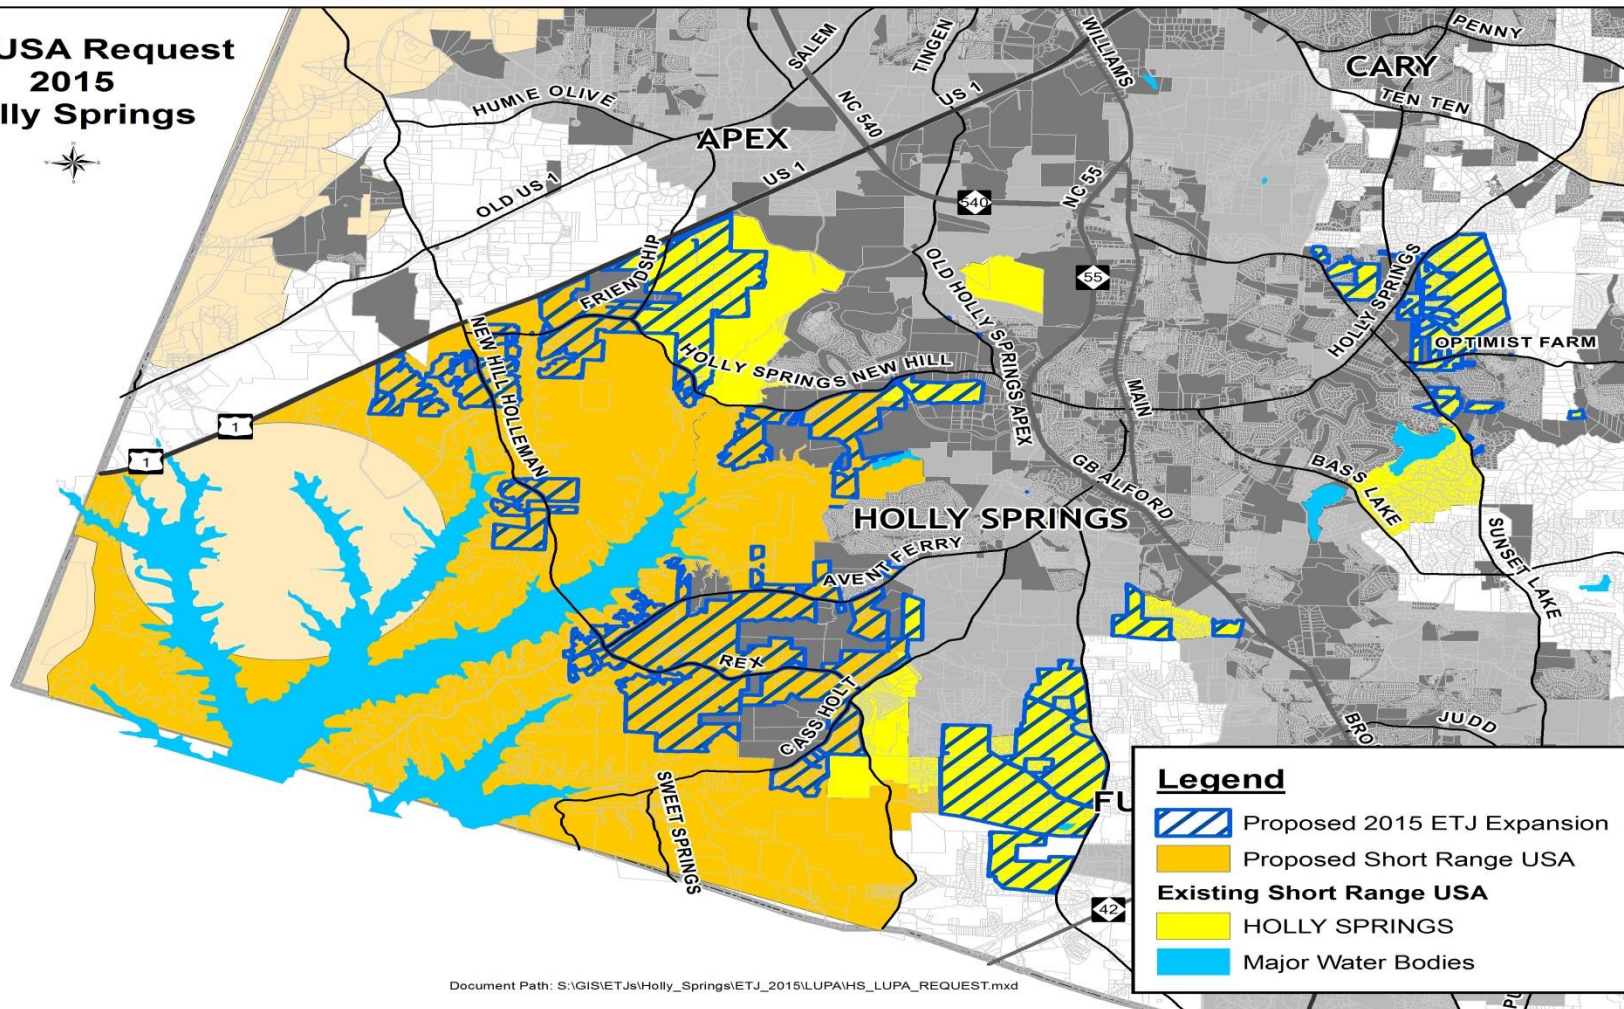 USA Request
2015
lly Springs
PENNY
SALEM
TINGEN
WILLIAMS
CARY
TEN TEN
HUMIE OLIVE
NC 540
US 1
APEX
US 1
OLD US 1
NC 55
540
FRIENDSHIP
OLD HOLLY SPRINGS APEX
55
HOLLY SPRINGS
OPTIMIST FARM
NEW HILL HOLLEMAN
HOLLY SPRINGS NEW HILL
MAIN
1
1
GB ALFORD
BASS LAKE
HOLLY SPRINGS
SUNSET LAKE
AVENT FERRY
REX
CASS HOLT
SWEET SPRINGS
JUDD
BROO
FU
42
Legend
Proposed 2015 ETJ Expansion
Proposed Short Range USA
Existing Short Range USA
HOLLY SPRINGS
Major Water Bodies
Document Path: S:\GIS\ETJs\Holly_Springs\ETJ_2015\LUPA\HS_LUPA_REQUEST.mxd